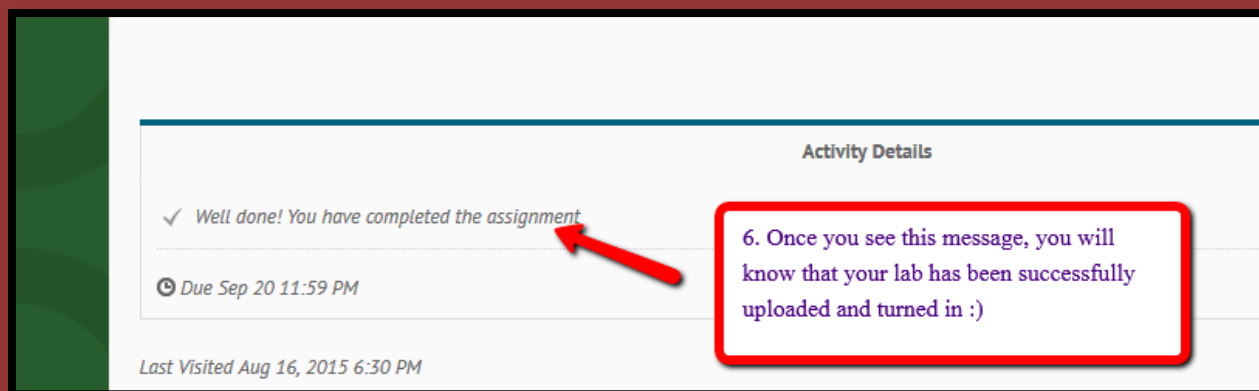 Activity Details
Well done! You have completed the assignment
6. Once you see this message, you will
know that your lab has been successfully
uploaded and turned in :)
Due Sep 20 11:59 PM
Last Visited Aug 16, 2015 6:30 PM